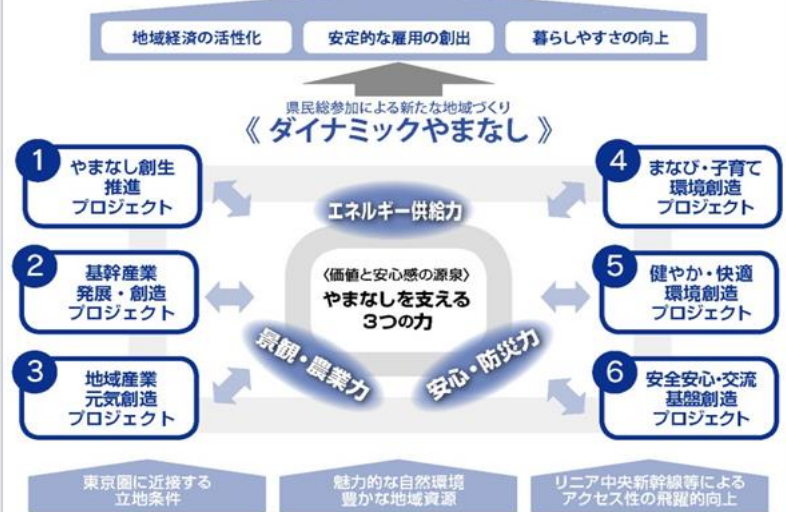 地域経済の活性化
安定的な雇用の創出
暮らしやすさの向上
県民総参加による新たな地域づくり
《 ダイナミックやまなし 》
1
やまなし創生
推進
プロジェクト
2
基幹産業
発展・創造
プロジェクト
3
地域産業
元気創造
プロジェクト
エネルギー供給力
〈価値と安心感の源泉〉
やまなしを支える
3つの力
景観・農業力
安心・防災力
4
まなび・子育て
環境創造
プロジェクト
5
健やか・快適
環境創造
プロジェクト
6
安全安心・交流
基盤創造
プロジェクト
東京圏に近接する
立地条件
魅力的な自然環境
豊かな地域資源
リニア中央新幹線等による
アクセス性の飛躍的向上